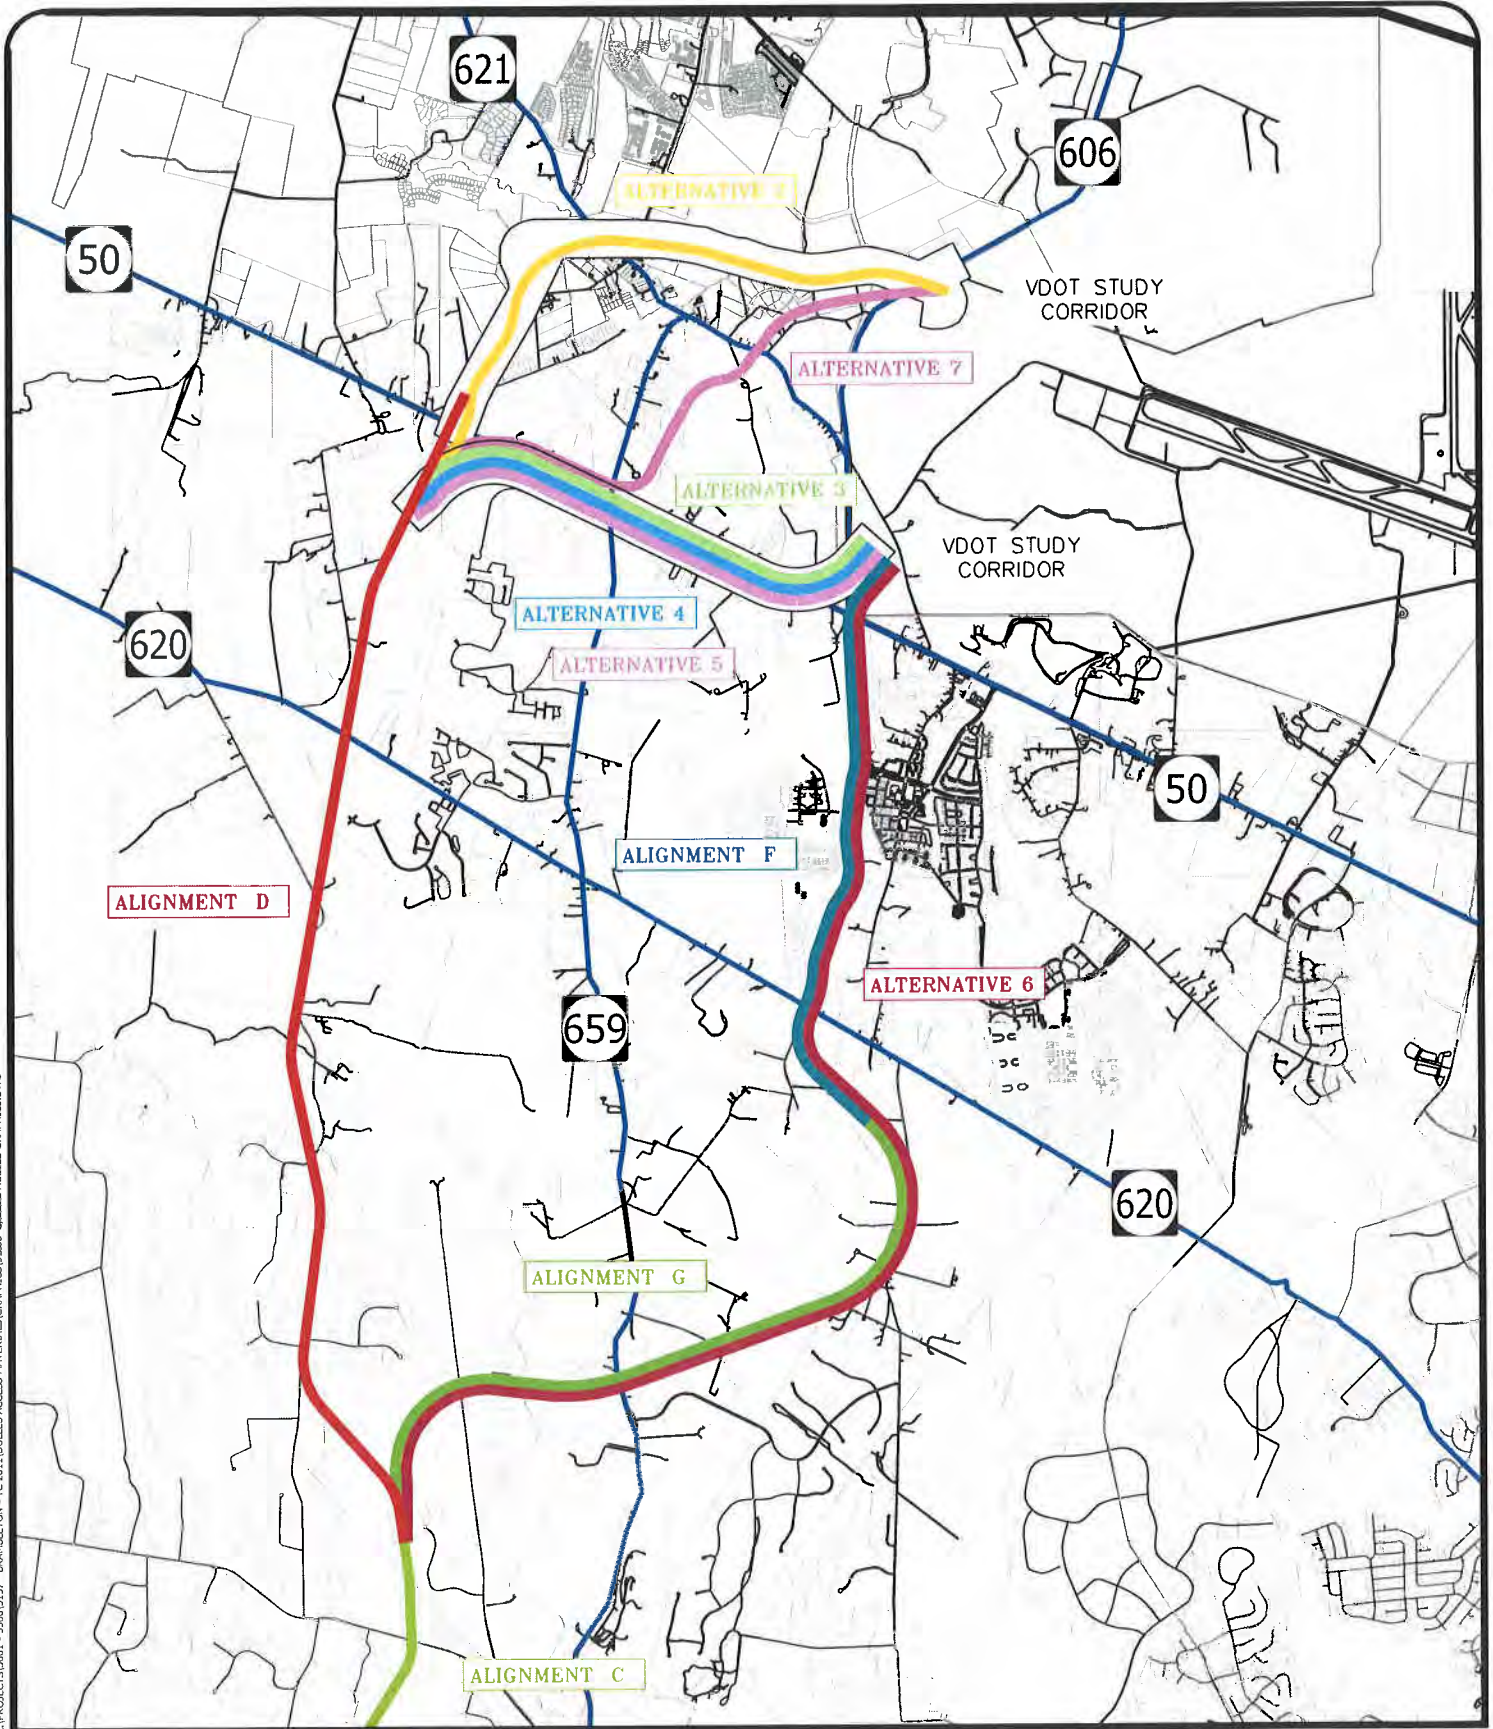 621
606
ALTERNATIVE 2
50
VDOT STUDY
CORRIDOR
ALTERNATIVE 7
ALTERNATIVE 3
VDOT STUDY
CORRIDOR
ALTERNATIVE 4
620
ALTERNATIVE 5
50
ALIGNMENT F
ALIGNMENT D
ALTERNATIVE 6
659
620
ALIGNMENT G
ALIGNMENT C